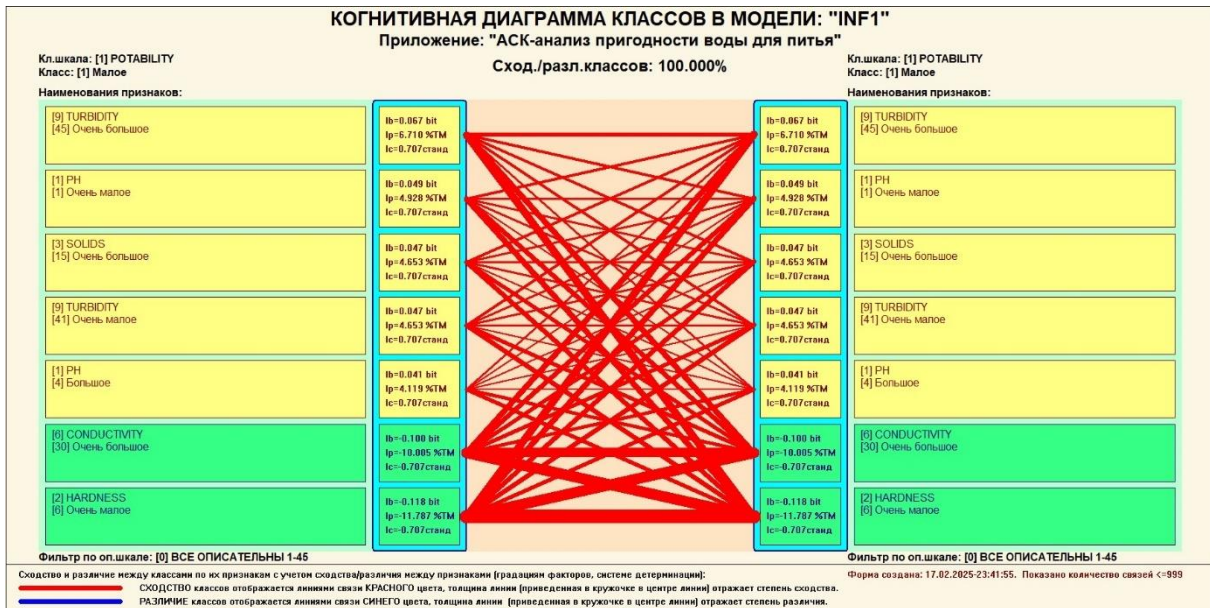 КОГНИТИВНАЯ ДИАГРАММА КЛАССОВ В МОДЕЛИ: "INF1"
Приложение: "АСК-анализ пригодности воды для питья"
Сход./разл.классов: 100.000%
Кл.шкала: [1] POTABILITY
Класс: [1] Малое
Наименования признаков:
[9] TURBIDITY
[45] Очень большое
[1] PH
[1] Очень малое
[3] SOLIDS
[15] Очень большое
[9] TURBIDITY
[41] Очень малое
[1] PH
[4] Большое
[6] CONDUCTIVITY
[30] Очень большое
[2] HARDNESS
[6] Очень малое
Фильтр по оп.шкале: [0] ВСЕ ОПИСАТЕЛЬНЫ 1-45
Ib=0.067 bit
Ip=6.710 %ТМ
Ic=0.707станд
Ib=0.049 bit
Ip=4.928 %ТМ
Ic=0.707станд
Ib=0.047 bit
Ip=4.653 %ТМ
Ic=0.707станд
Ib=0.047 bit
Ip=4.653 %ТМ
Ic=0.707станд
Ib=0.041 bit
Ip=4.119 %ТМ
Ic=0.707станд
Ib=-0.100 bit
Ip=-10.005 %ТМ
Ic=-0.707станд
Ib=-0.118 bit
Ip=-11.787 %ТМ
Ic=-0.707станд
Ib=0.067 bit
Ip=6.710 %ТМ
Ic=0.707станд
Ib=0.049 bit
Ip=4.928 %ТМ
Ic=0.707станд
Ib=0.047 bit
Ip=4.653 %ТМ
Ic=0.707станд
Ib=0.047 bit
Ip=4.653 %ТМ
Ic=0.707станд
Ib=0.041 bit
Ip=4.119 %ТМ
Ic=0.707станд
Ib=-0.100 bit
Ip=-10.005 %ТМ
Ic=-0.707станд
Ib=-0.118 bit
Ip=-11.787 %ТМ
Ic=-0.707станд
Кл.шкала: [1] POTABILITY
Класс: [1] Малое
Наименования признаков:
[9] TURBIDITY
[45] Очень большое
[1] PH
[1] Очень малое
[3] SOLIDS
[15] Очень большое
[9] TURBIDITY
[41] Очень малое
[1] PH
[4] Большое
[6] CONDUCTIVITY
[30] Очень большое
[2] HARDNESS
[6] Очень малое
Фильтр по оп.шкале: [0] ВСЕ ОПИСАТЕЛЬНЫ 1-45
Сходство и различие между классами по их признакам с учетом сходства/различия между признаками (градациям факторов, системе детерминации):
Форма создана: 17.02.2025-23:41:55. Показано количество связей <=999
СХОДСТВО классов отображается линиями связи КРАСНОГО цвета, толщина линии (приведенная в кружочке в центре линии) отражает степень сходства.
РАЗЛИЧИЕ классов отображается линиями связи СИНЕГО цвета, толщина линии (приведенная в кружочке в центре линии) отражает степень различия.